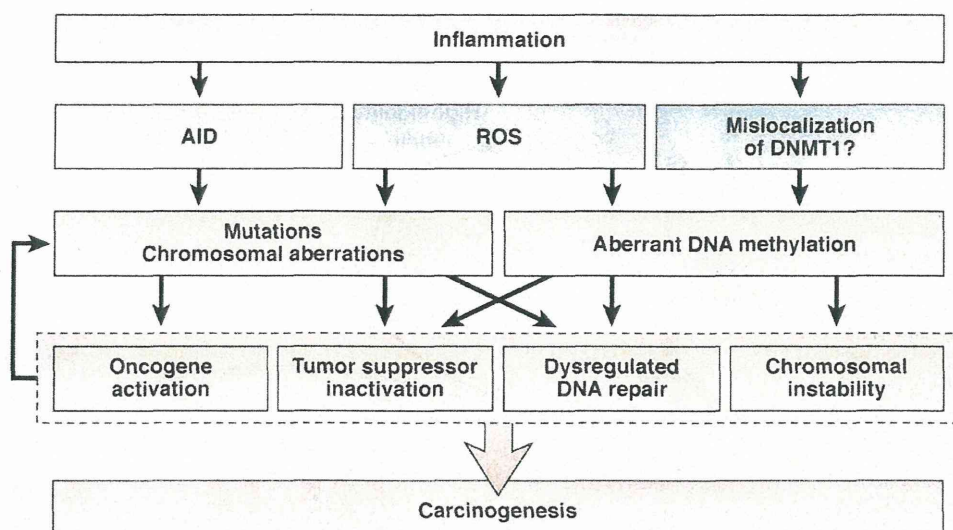 Inflammation
AID
ROS
Mislocalization
of DNMT1?
Mutations
Chromosomal aberrations
Aberrant DNA methylation
Oncogene
activation
Tumor suppressor
inactivation
Dysregulated
DNA repair
Chromosomal
instability
Carcinogenesis